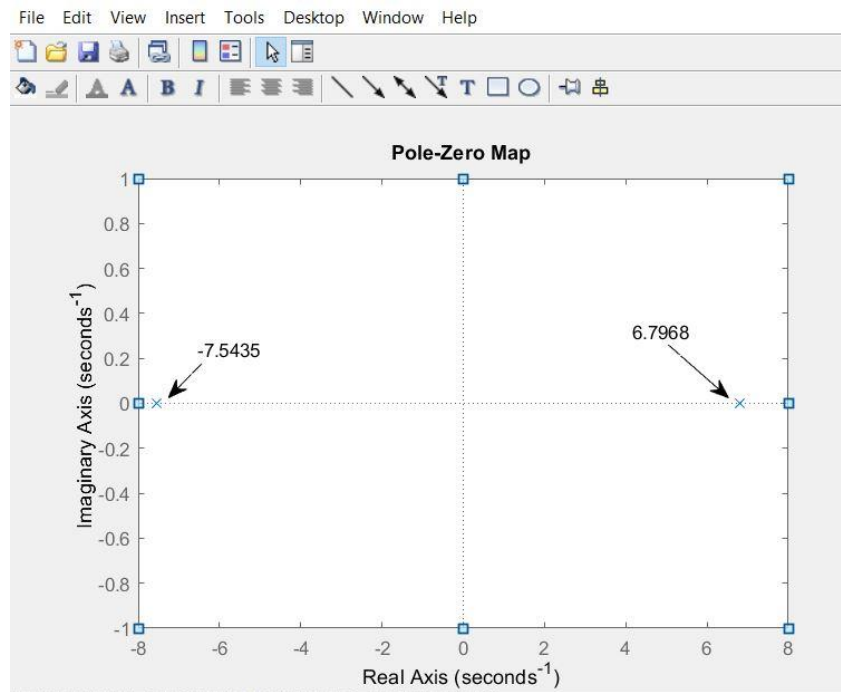 File Edit View Insert Tools Desktop Window Help
A A B I T T
Pole-Zero Map
1
0.8
0.6
0.4
0.2
0
-0.2
-0.4
-0.6
-0.8
-1
Imaginary Axis (seconds⁻¹)
-7.5435
6.7968
-8 -6 -4 -2 0 2 4 6 8
Real Axis (seconds⁻¹)